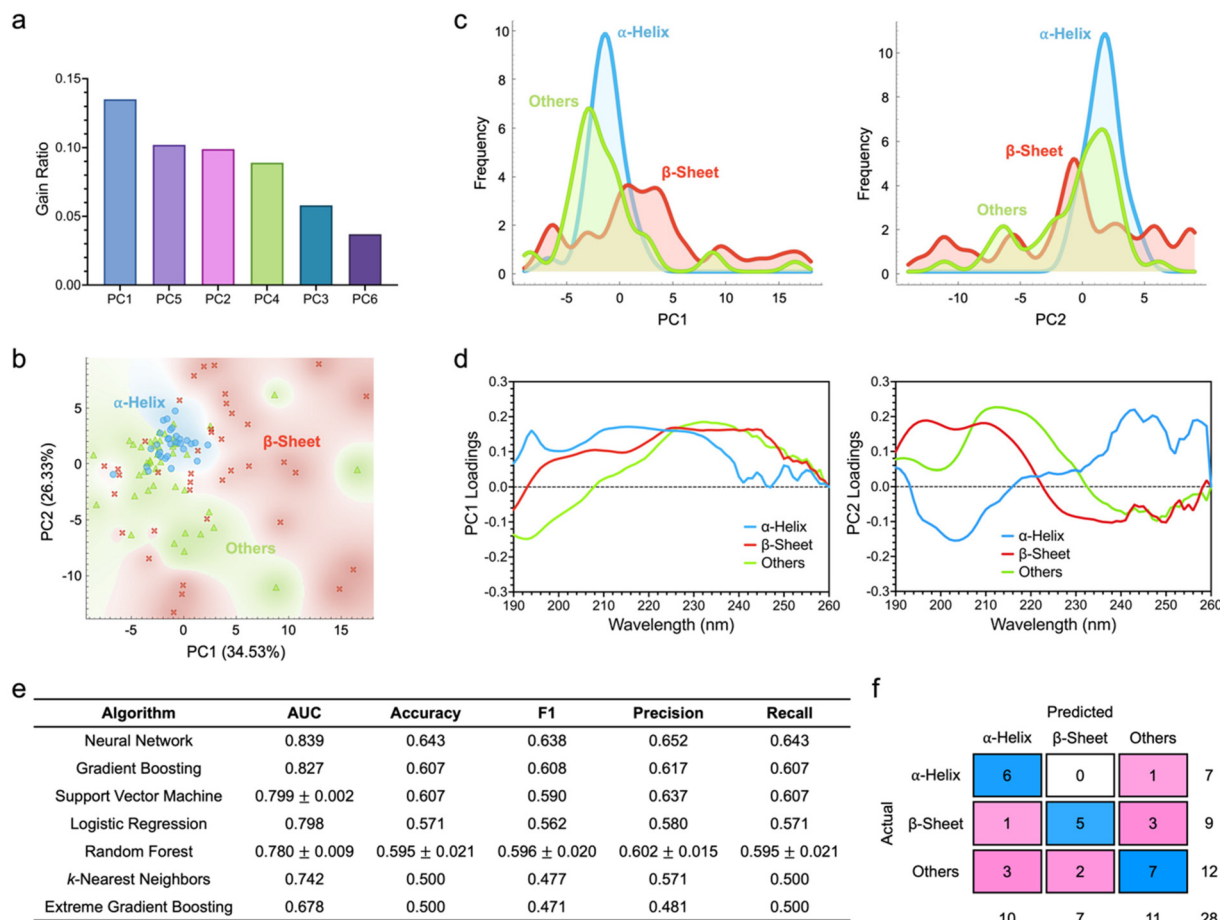 a
Gain Ratio
0.15
0.10
0.05
0.00
PC1 PC5 PC2 PC4 PC3 PC6
b
PC2 (26.33%)
5
0
-5
-10
α-Helix
β-Sheet
Others
-5 0 5 10 15
PC1 (34.53%)
c
Frequency
10
8
6
4
2
0
α-Helix
Others
β-Sheet
-5 0 5 10 15
PC1
Frequency
10
8
6
4
2
0
α-Helix
β-Sheet
Others
-10 -5 0 5
PC2
d
PC1 Loadings
0.3
0.2
0.1
0.0
-0.1
-0.2
-0.3
α-Helix
β-Sheet
Others
190 200 210 220 230 240 250 260
Wavelength (nm)
PC2 Loadings
0.3
0.2
0.1
0.0
-0.1
-0.2
-0.3
α-Helix
β-Sheet
Others
190 200 210 220 230 240 250 260
Wavelength (nm)
e
Algorithm AUC Accuracy F1 Precision Recall
Neural Network 0.839 0.643 0.638 0.652 0.643
Gradient Boosting 0.827 0.607 0.608 0.617 0.607
Support Vector Machine 0.799 ± 0.002 0.607 0.590 0.637 0.607
Logistic Regression 0.798 0.571 0.562 0.580 0.571
Random Forest 0.780 ± 0.009 0.595 ± 0.021 0.596 ± 0.020 0.602 ± 0.015 0.595 ± 0.021
k-Nearest Neighbors 0.742 0.500 0.477 0.571 0.500
Extreme Gradient Boosting 0.678 0.500 0.471 0.481 0.500
f
Predicted
α-Helix β-Sheet Others
Actual
α-Helix 6 0 1 7
β-Sheet 1 5 3 9
Others 3 2 7 12
10 7 11 28